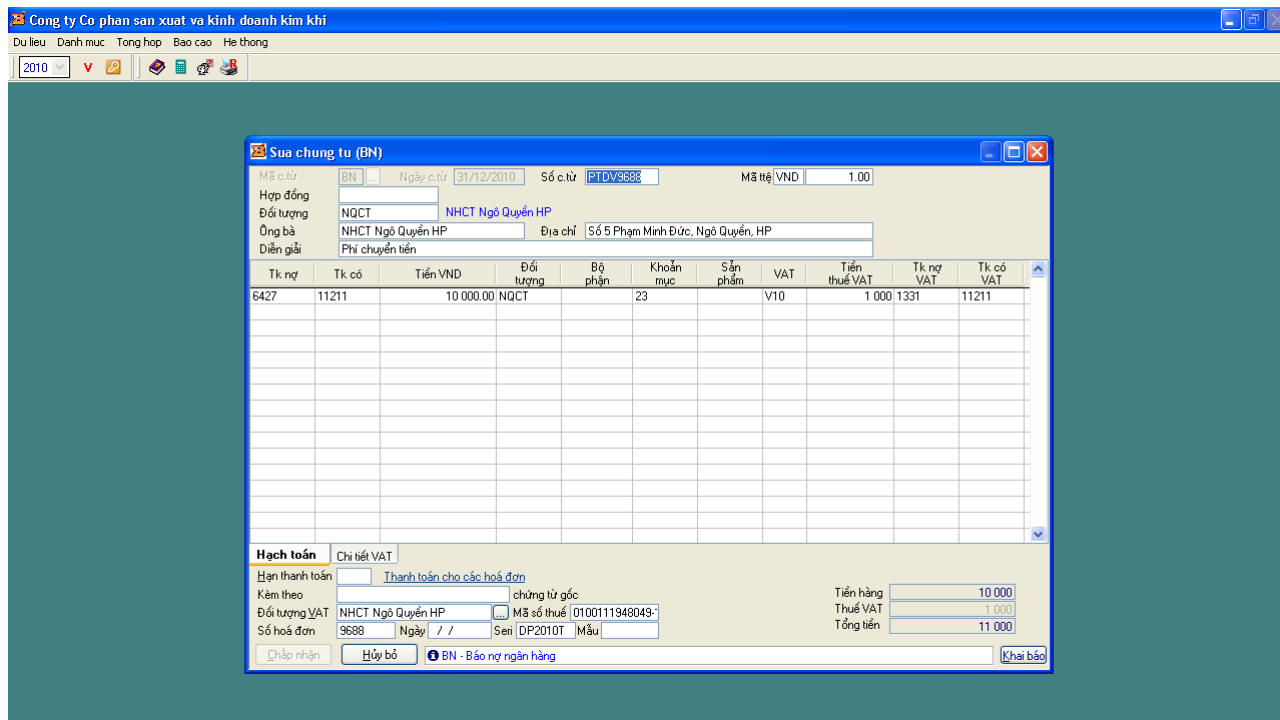 Cong ty Co phan san xuat va kinh doanh kim khi
Du lieu Danh muc Tong hop Bao cao He thong
2010 V
Sua chung tu (BN)
Mã c.từ BN ... Ngày c.từ 31/12/2010 Số c.từ PTDV9688 Mã ttệ VND 1.00
Hợp đồng
Đối tượng NQCT NHCT Ngô Quyền HP
Ông bà NHCT Ngô Quyền HP Địa chỉ Số 5 Phạm Minh Đức, Ngô Quyền, HP
Diễn giải Phí chuyển tiền
Tk nợ Tk có Tiền VND Đối tượng Bộ phận Khoản mục Sản phẩm VAT Tiền thuế VAT Tk nợ VAT Tk có VAT
6427 11211 10 000.00 NQCT 23 V10 1 000 1331 11211
Hạch toán Chi tiết VAT
Hạn thanh toán Thanh toán cho các hoá đơn
Kèm theo chứng từ gốc Tiền hàng 10 000
Đối tượng VAT NHCT Ngô Quyền HP ... Mã số thuế 0100111948049- Thuế VAT 1 000
Số hoá đơn 9688 Ngày / / Seri DP2010T Mẫu Tổng tiền 11 000
Chấp nhận Hủy bỏ BN - Báo nợ ngân hàng Khai báo